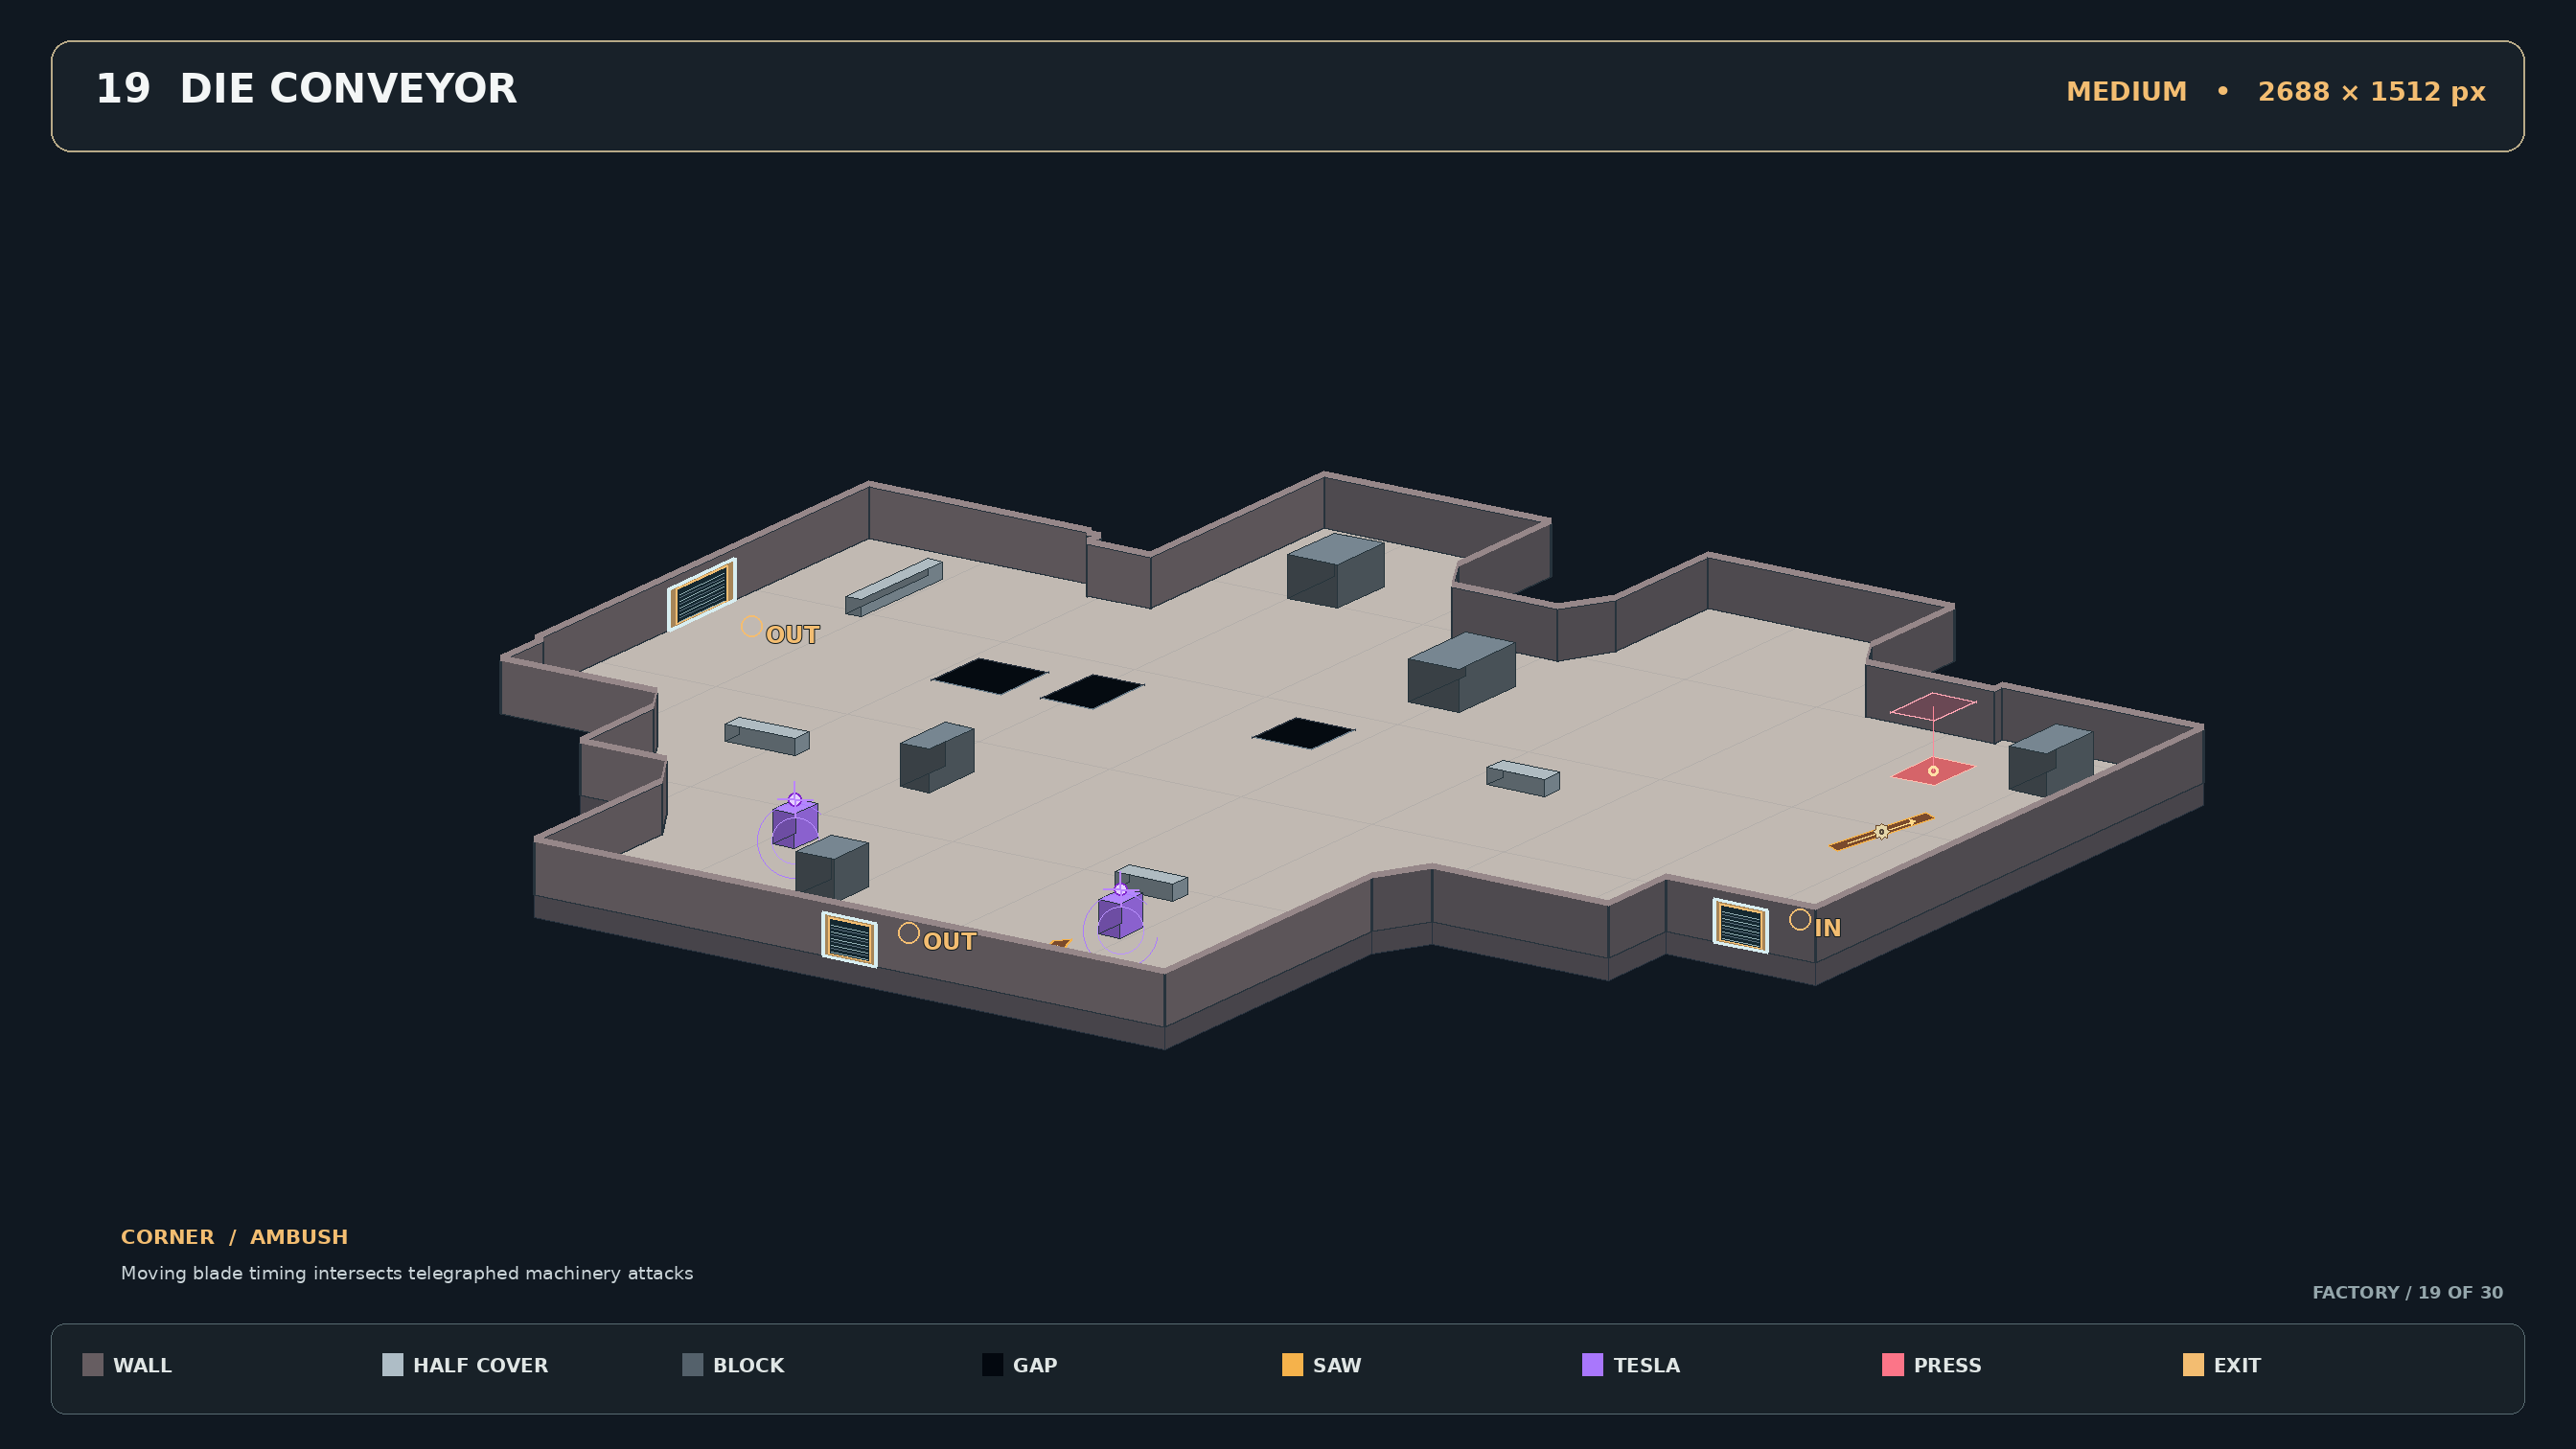 19 DIE CONVEYOR
MEDIUM • 2688 × 1512 px
OUT
OUT
IN
CORNER / AMBUSH
Moving blade timing intersects telegraphed machinery attacks
FACTORY / 19 OF 30
WALL HALF COVER BLOCK GAP SAW TESLA PRESS EXIT